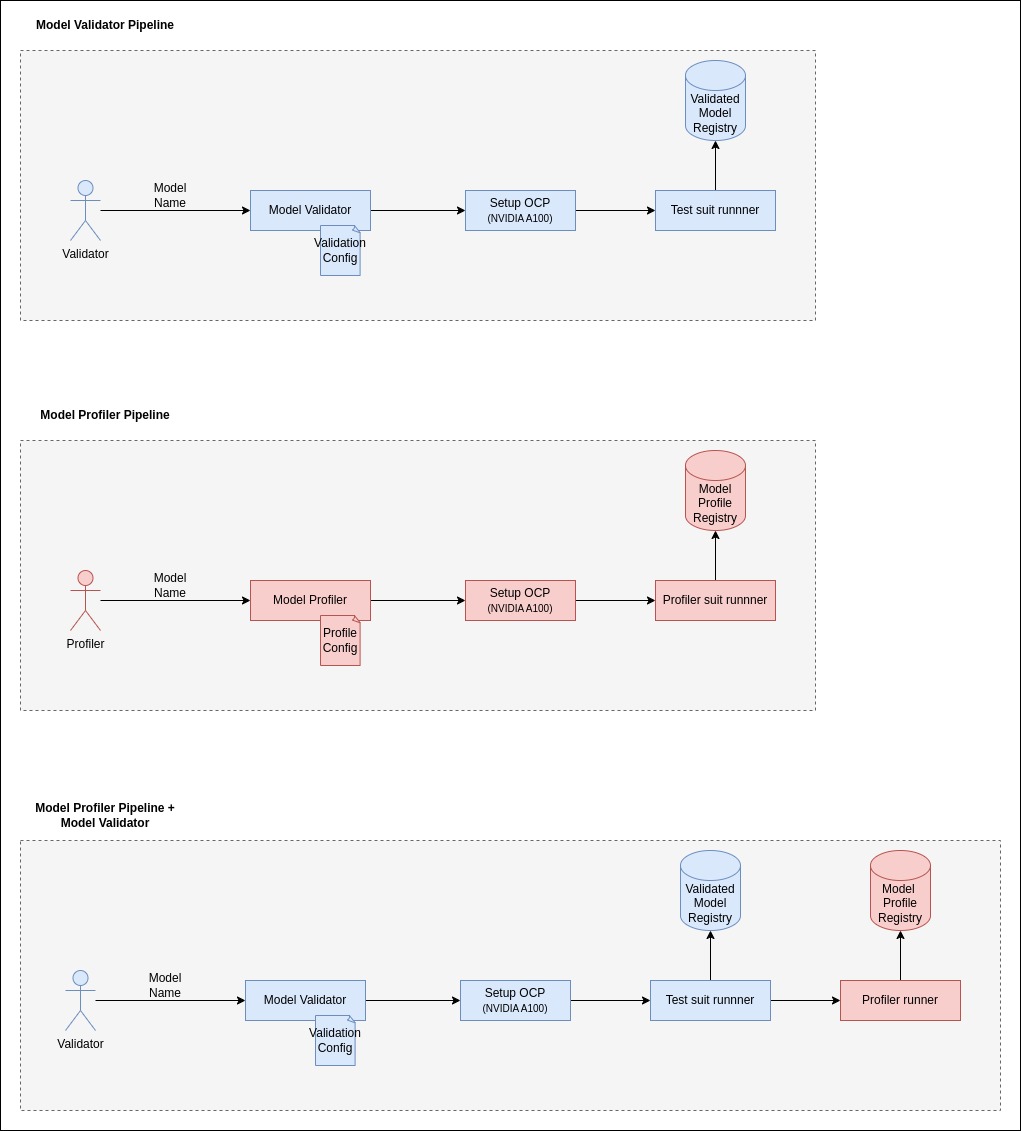 Model Validator Pipeline
Validated
Model
Registry
Model
Name
Model Validator
Setup OCP
(NVIDIA A100)
Test suit runnner
Validation
Config
Validator
Model Profiler Pipeline
Model
Profile
Registry
Model
Name
Model Profiler
Setup OCP
(NVIDIA A100)
Profiler suit runnner
Profile
Config
Profiler
Model Profiler Pipeline +
Model Validator
Validated
Model
Registry
Model
Profile
Registry
Model
Name
Model Validator
Setup OCP
(NVIDIA A100)
Test suit runnner
Profiler runner
Validation
Config
Validator